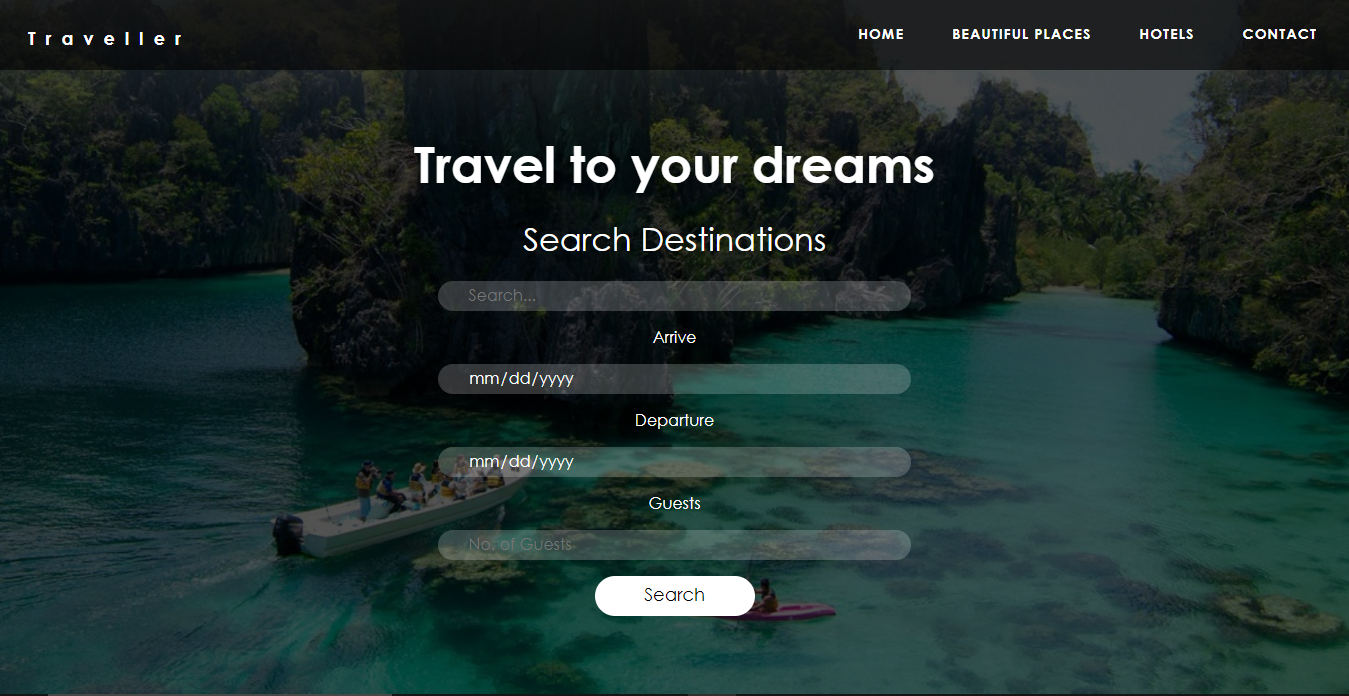 Traveller
HOME BEAUTIFUL PLACES HOTELS CONTACT
Travel to your dreams
Search Destinations
Search...
Arrive
mm/dd/yyyy
Departure
mm/dd/yyyy
Guests
No. of Guests
Search